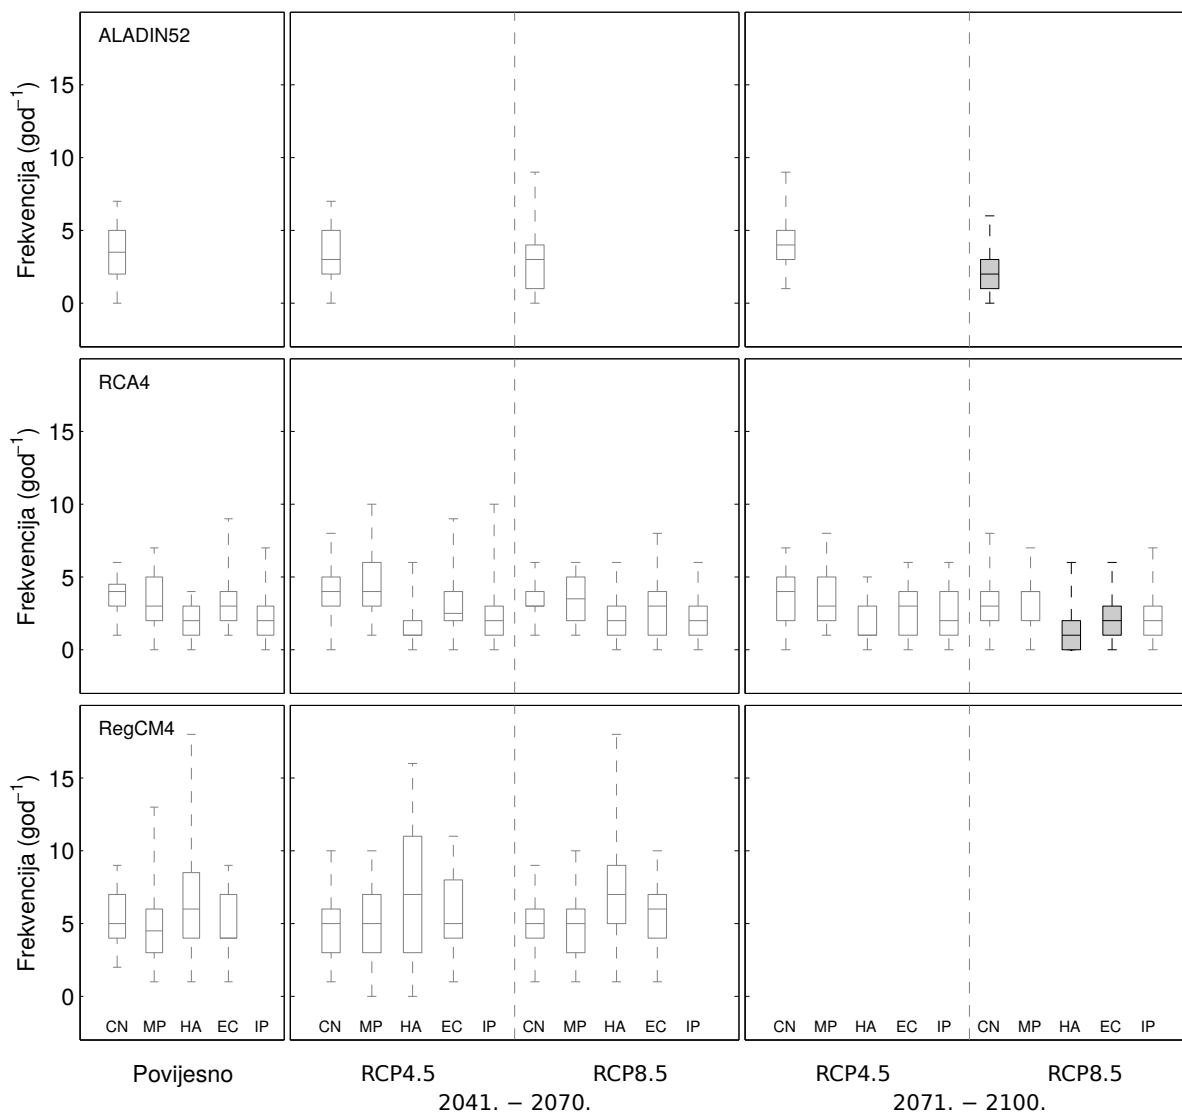 ALADIN52
Frekvencija (god⁻¹)
15
10
5
0
RCA4
Frekvencija (god⁻¹)
15
10
5
0
RegCM4
Frekvencija (god⁻¹)
15
10
5
0
CN MP HA EC IP CN MP HA EC IP CN MP HA EC IP CN MP HA EC IP CN MP HA EC IP
Povijesno RCP4.5 RCP8.5 RCP4.5 RCP8.5
2041. − 2070. 2071. − 2100.